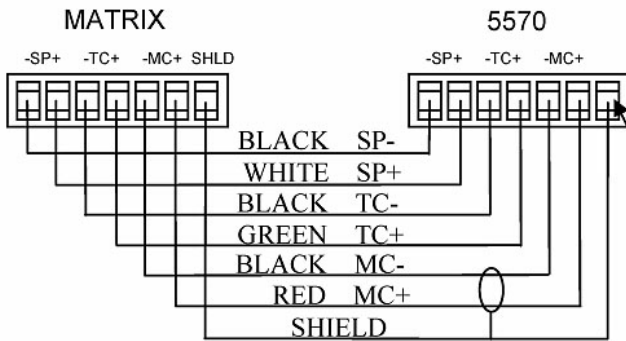 MATRIX 5570
-SP+ -TC+ -MC+ SHLD -SP+ -TC+ -MC+
BLACK SP-
WHITE SP+
BLACK TC-
GREEN TC+
BLACK MC-
RED MC+
SHIELD